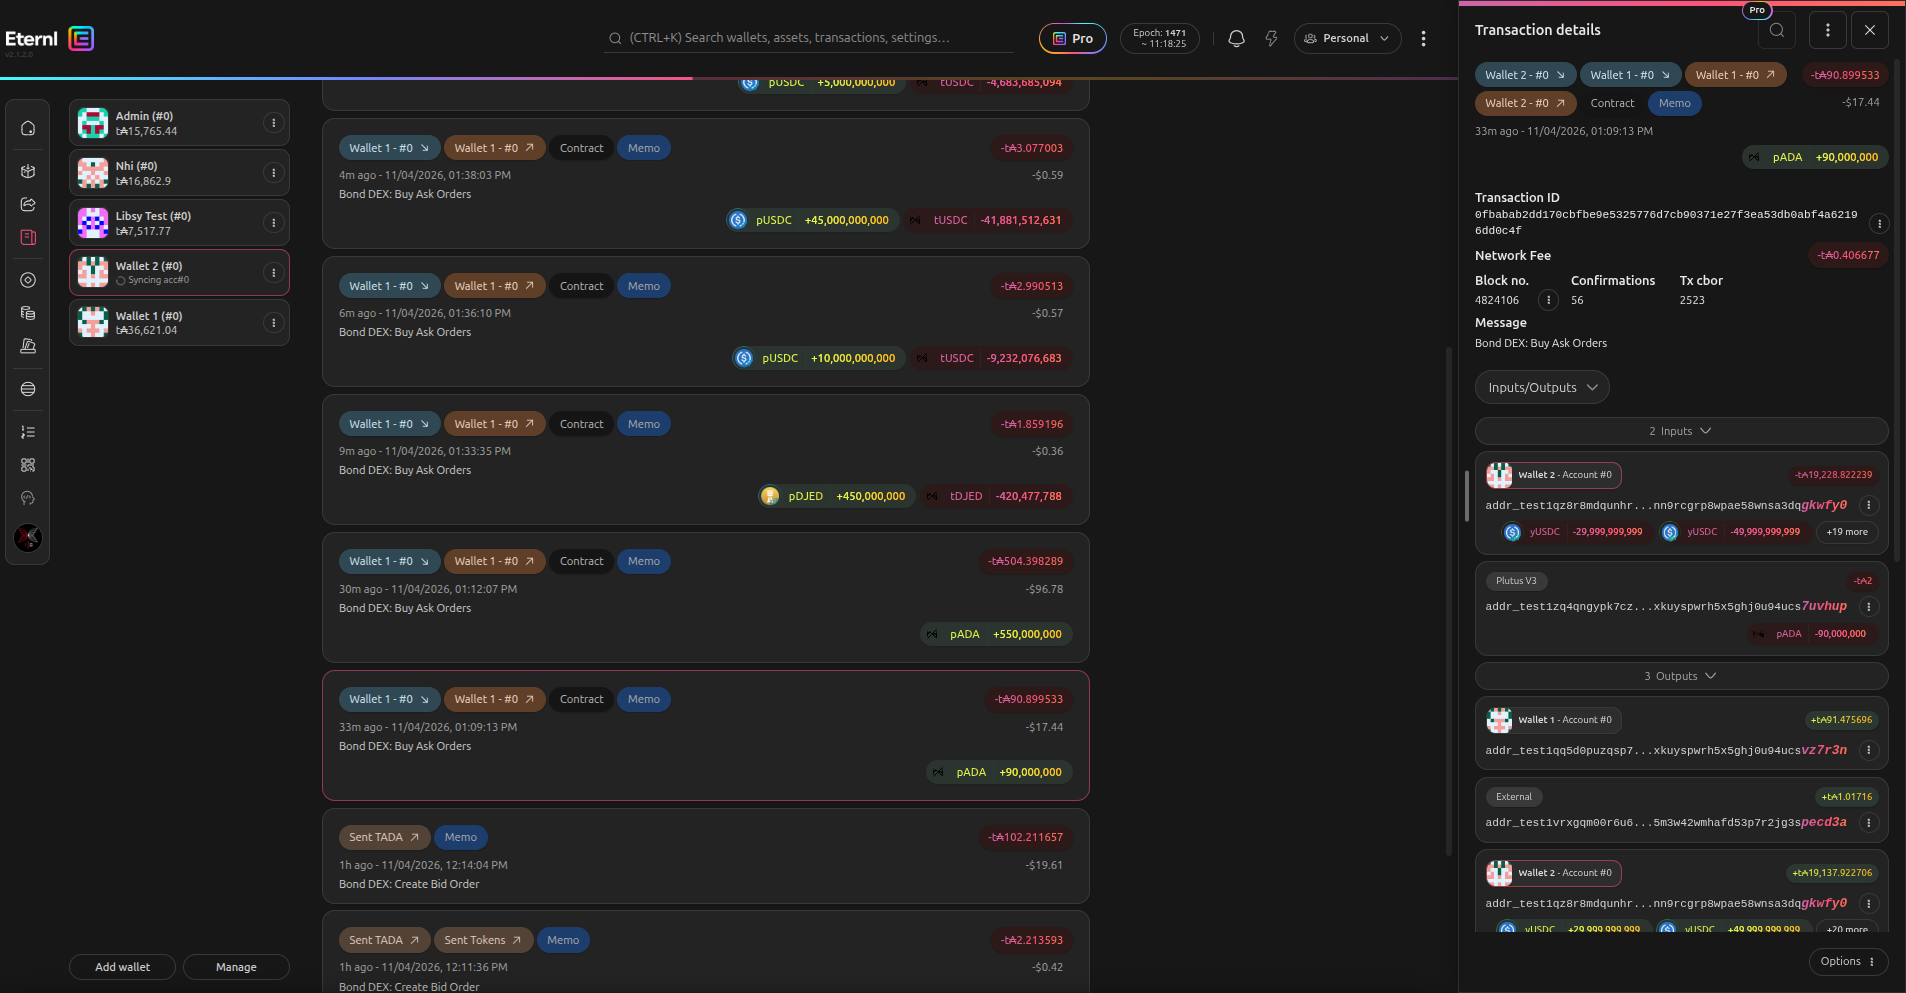 Eternl
v2.1.2.0
(CTRL+K) Search wallets, assets, transactions, settings...
Pro
Epoch: 1471
~ 11:18:25
Personal
Admin (#0)
t₳15,765.44
Nhi (#0)
t₳16,862.9
Libsy Test (#0)
t₳7,517.77
Wallet 2 (#0)
Syncing acc#0
Wallet 1 (#0)
t₳36,621.04
Add wallet
Manage
pUSDC +5,000,000,000 tUSDC -4,683,685,094
Wallet 1 - #0 ↘ Wallet 1 - #0 ↗ Contract Memo -t₳3.077003
4m ago - 11/04/2026, 01:38:03 PM -$0.59
Bond DEX: Buy Ask Orders
pUSDC +45,000,000,000 tUSDC -41,881,512,631
Wallet 1 - #0 ↘ Wallet 1 - #0 ↗ Contract Memo -t₳2.990513
6m ago - 11/04/2026, 01:36:10 PM -$0.57
Bond DEX: Buy Ask Orders
pUSDC +10,000,000,000 tUSDC -9,232,076,683
Wallet 1 - #0 ↘ Wallet 1 - #0 ↗ Contract Memo -t₳1.859196
9m ago - 11/04/2026, 01:33:35 PM -$0.36
Bond DEX: Buy Ask Orders
pDJED +450,000,000 tDJED -420,477,788
Wallet 1 - #0 ↘ Wallet 1 - #0 ↗ Contract Memo -t₳504.398289
30m ago - 11/04/2026, 01:12:07 PM -$96.78
Bond DEX: Buy Ask Orders
pADA +550,000,000
Wallet 1 - #0 ↘ Wallet 1 - #0 ↗ Contract Memo -t₳90.899533
33m ago - 11/04/2026, 01:09:13 PM -$17.44
Bond DEX: Buy Ask Orders
pADA +90,000,000
Sent TADA ↗ Memo -t₳102.211657
1h ago - 11/04/2026, 12:14:04 PM -$19.61
Bond DEX: Create Bid Order
Sent TADA ↗ Sent Tokens ↗ Memo -t₳2.213593
1h ago - 11/04/2026, 12:11:36 PM -$0.42
Bond DEX: Create Bid Order
Pro
Transaction details
Wallet 2 - #0 ↘ Wallet 1 - #0 ↘ Wallet 1 - #0 ↗ -t₳90.899533
Wallet 2 - #0 ↗ Contract Memo -$17.44
33m ago - 11/04/2026, 01:09:13 PM
pADA +90,000,000
Transaction ID
0fbabab2dd170cbfbe9e5325776d7cb90371e27f3ea53db0abf4a6219
6dd0c4f
Network Fee -t₳0.406677
Block no. Confirmations Tx cbor
4824106 56 2523
Message
Bond DEX: Buy Ask Orders
Inputs/Outputs
2 Inputs
Wallet 2 - Account #0 -t₳19,228.822239
addr_test1qz8r8mdqunhr...nn9rcgrp8wpae58wnsa3dqgkwfy0
yUSDC -29,999,999,999 yUSDC -49,999,999,999 +19 more
Plutus V3 -t₳2
addr_test1zq4qngypk7cz...xkuyspwrh5x5ghj0u94ucs7uvhup
pADA -90,000,000
3 Outputs
Wallet 1 - Account #0 +t₳91.475696
addr_test1qq5d0puzqsp7...xkuyspwrh5x5ghj0u94ucsvz7r3n
External +t₳1.01716
addr_test1vrxgqm00r6u6...5m3w42wmhafd53p7r2jg3specd3a
Wallet 2 - Account #0 +t₳19,137.922706
addr_test1qz8r8mdqunhr...nn9rcgrp8wpae58wnsa3dqgkwfy0
yUSDC +29,999,999,999 yUSDC +49,999,999,999 +20 more
Options